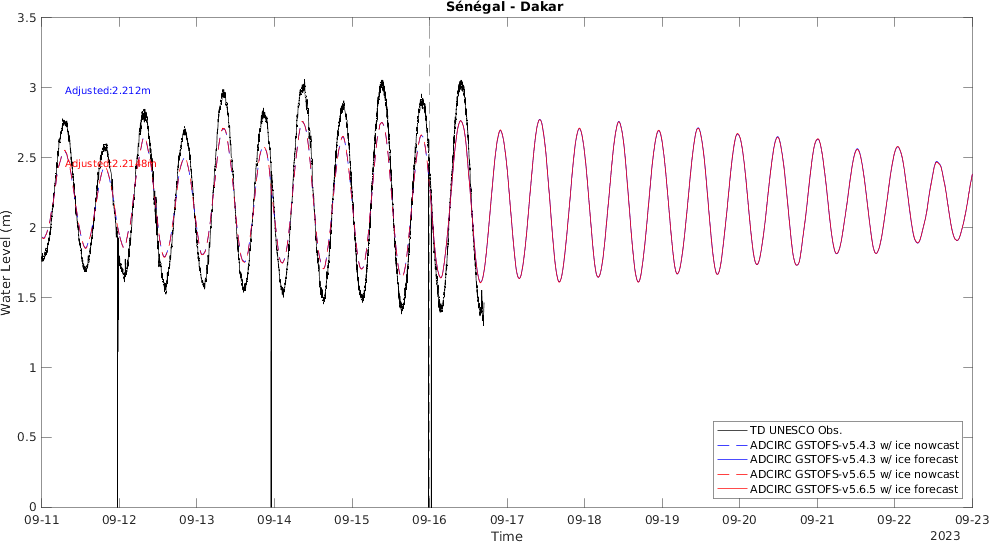 Sénégal - Dakar
3.5
3
2.5
2
1.5
1
0.5
0
Water Level (m)
Adjusted:2.212m
TD UNESCO Obs.
ADCIRC GSTOFS-v5.4.3 w/ ice nowcast
ADCIRC GSTOFS-v5.4.3 w/ ice forecast
ADCIRC GSTOFS-v5.6.5 w/ ice nowcast
ADCIRC GSTOFS-v5.6.5 w/ ice forecast
09-11 09-12 09-13 09-14 09-15 09-16 09-17 09-18 09-19 09-20 09-21 09-22 09-23
Time
2023